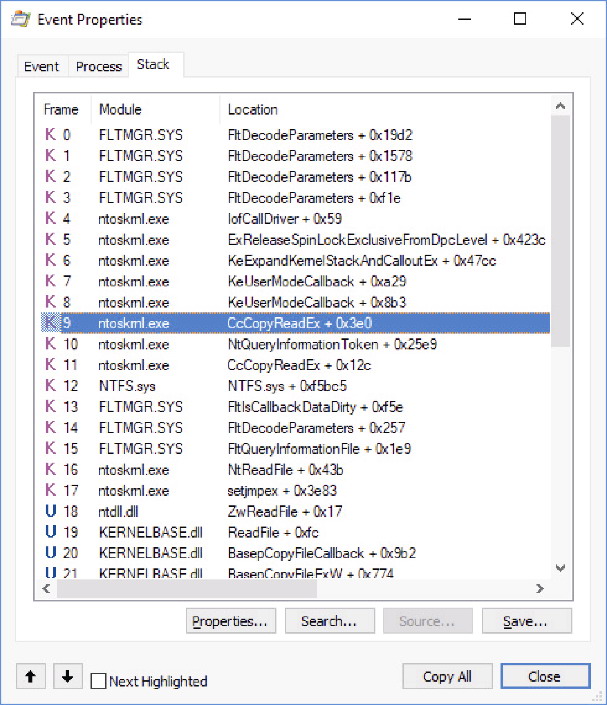 Event Properties
Event Process Stack
Frame Module Location
K 0 FLTMGR.SYS FltDecodeParameters + 0x19d2
K 1 FLTMGR.SYS FltDecodeParameters + 0x1578
K 2 FLTMGR.SYS FltDecodeParameters + 0x117b
K 3 FLTMGR.SYS FltDecodeParameters + 0xf1e
K 4 ntoskrnl.exe IofCallDriver + 0x59
K 5 ntoskrnl.exe ExReleaseSpinLockExclusiveFromDpcLevel + 0x423c
K 6 ntoskrnl.exe KeExpandKernelStackAndCalloutEx + 0x47cc
K 7 ntoskrnl.exe KeUserModeCallback + 0xa29
K 8 ntoskrnl.exe KeUserModeCallback + 0x8b3
K 9 ntoskrnl.exe CcCopyReadEx + 0x3e0
K 10 ntoskrnl.exe NtQueryInformationToken + 0x25e9
K 11 ntoskrnl.exe CcCopyReadEx + 0x12c
K 12 NTFS.sys NTFS.sys + 0xf5bc5
K 13 FLTMGR.SYS FltIsCallbackDataDirty + 0xf5e
K 14 FLTMGR.SYS FltDecodeParameters + 0x257
K 15 FLTMGR.SYS FltQueryInformationFile + 0x1e9
K 16 ntoskrnl.exe NtReadFile + 0x43b
K 17 ntoskrnl.exe setjmpex + 0x3e83
U 18 ntdll.dll ZwReadFile + 0x17
U 19 KERNELBASE.dll ReadFile + 0xfc
U 20 KERNELBASE.dll BasepCopyFileCallback + 0x9b2
U 21 KERNELBASE.dll BasepCopyFileExW + 0x774
Properties... Search... Source... Save...
Next Highlighted Copy All Close